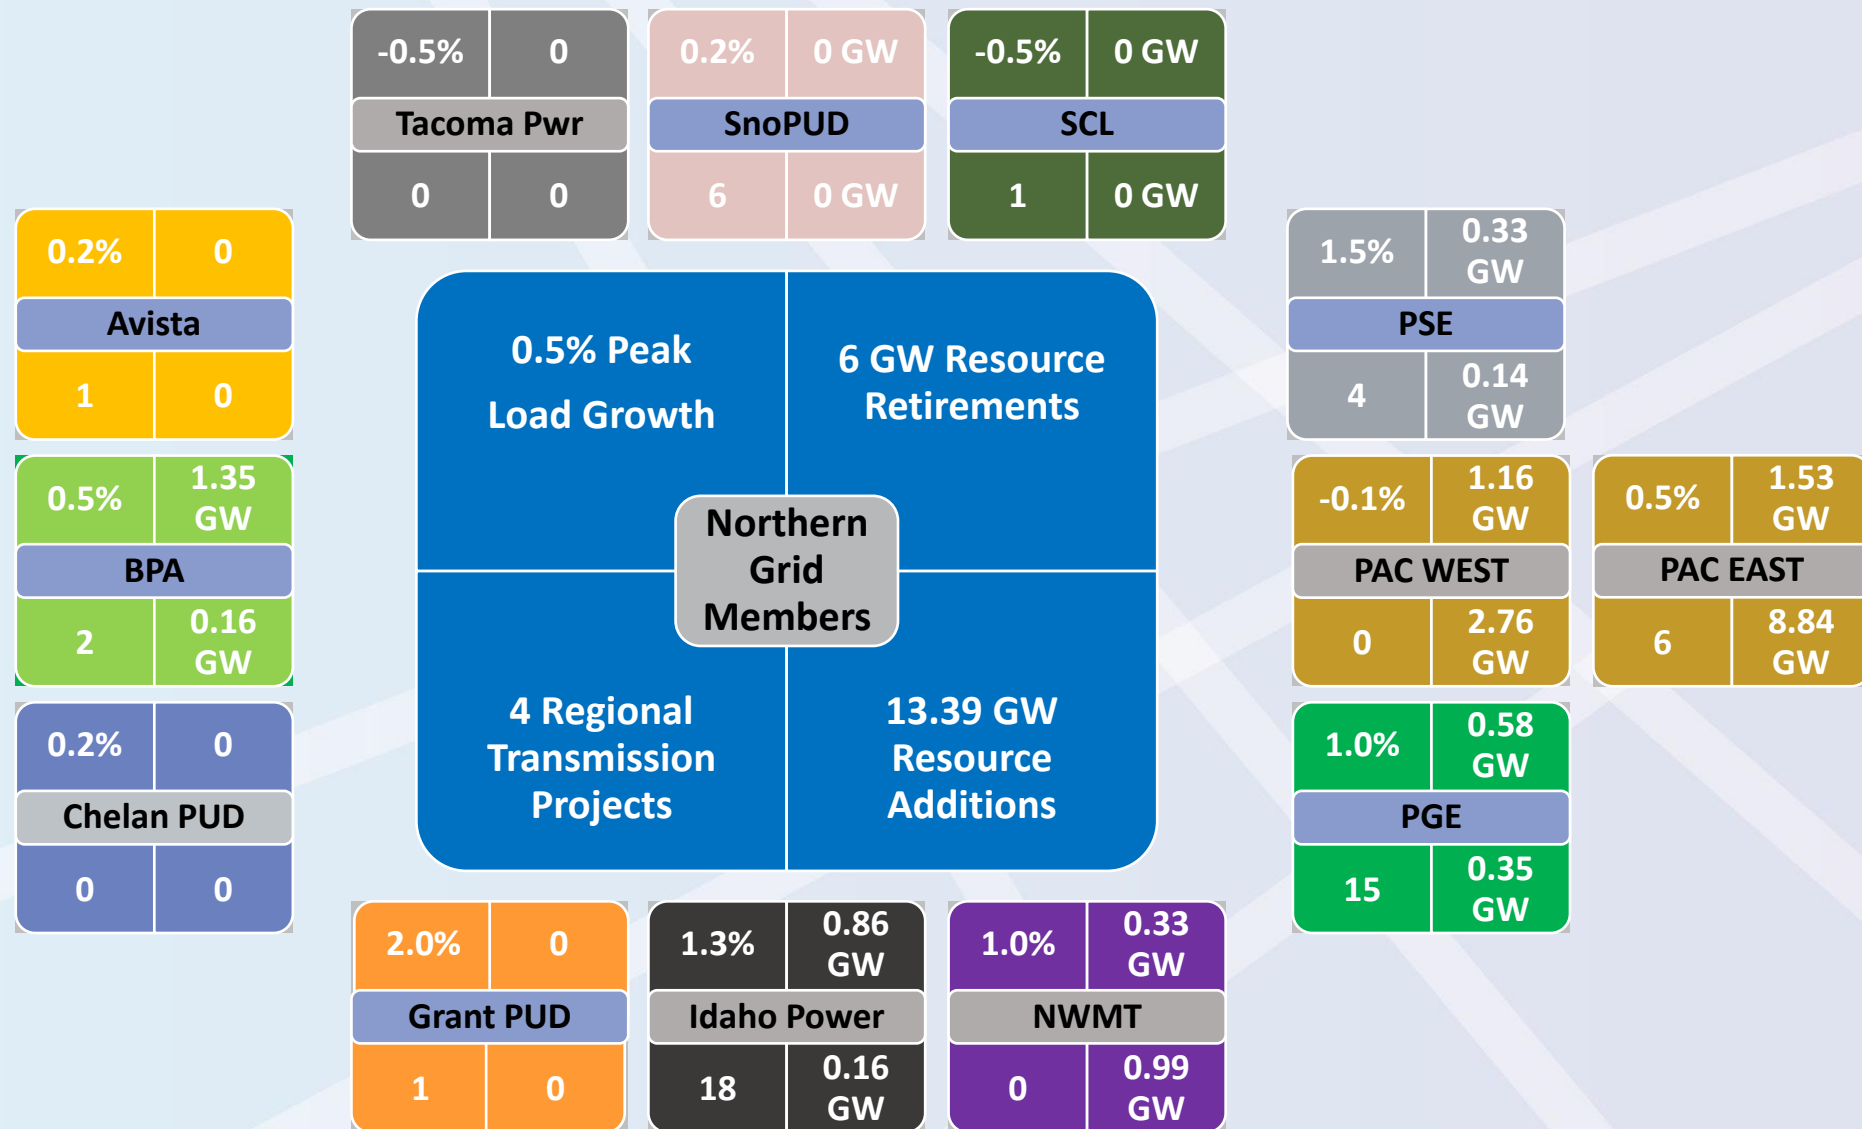 -0.5%
0
Tacoma Pwr
0
0
0.2%
0 GW
SnoPUD
6
0 GW
-0.5%
0 GW
SCL
1
0 GW
0.2%
0
Avista
1
0
0.5%
1.35
GW
BPA
2
0.16
GW
0.2%
0
Chelan PUD
0
0
0.5% Peak
Load Growth
6 GW Resource
Retirements
Northern
Grid
Members
4 Regional
Transmission
Projects
13.39 GW
Resource
Additions
1.5%
0.33
GW
PSE
4
0.14
GW
-0.1%
1.16
GW
PAC WEST
0
2.76
GW
0.5%
1.53
GW
PAC EAST
6
8.84
GW
1.0%
0.58
GW
PGE
15
0.35
GW
2.0%
0
Grant PUD
1
0
1.3%
0.86
GW
Idaho Power
18
0.16
GW
1.0%
0.33
GW
NWMT
0
0.99
GW